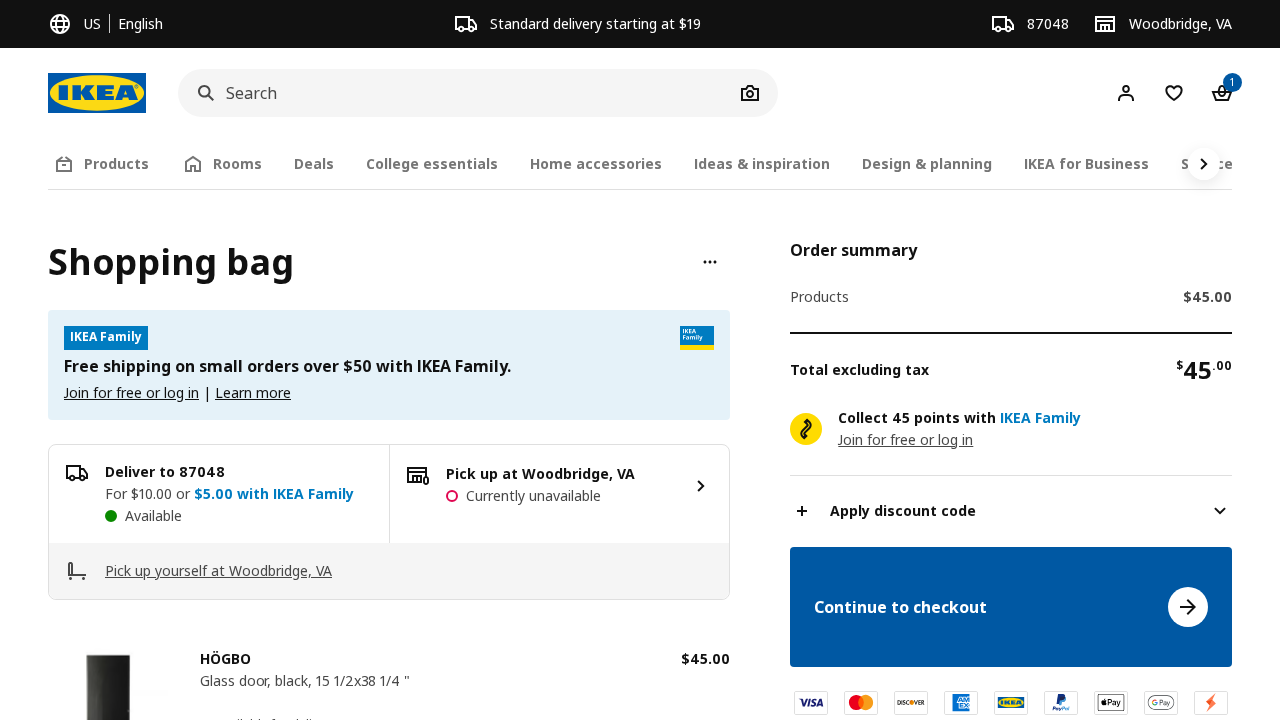 US | English
Standard delivery starting at $19
87048
Woodbridge, VA
IKEA
Search
1
Products
Rooms
Deals
College essentials
Home accessories
Ideas & inspiration
Design & planning
IKEA for Business
Shopping bag
IKEA Family
IKEA
Family
Free shipping on small orders over $50 with IKEA Family.
Join for free or log in | Learn more
Deliver to 87048
For $10.00 or $5.00 with IKEA Family
Available
Pick up at Woodbridge, VA
Currently unavailable
Pick up yourself at Woodbridge, VA
HÖGBO
$45.00
Glass door, black, 15 1/2x38 1/4 "
Order summary
Products
$45.00
Total excluding tax
$45.00
Collect 45 points with IKEA Family
Join for free or log in
Apply discount code
Continue to checkout
VISA
DISCOVER
AMEX
IKEA
PayPal
Pay
G Pay